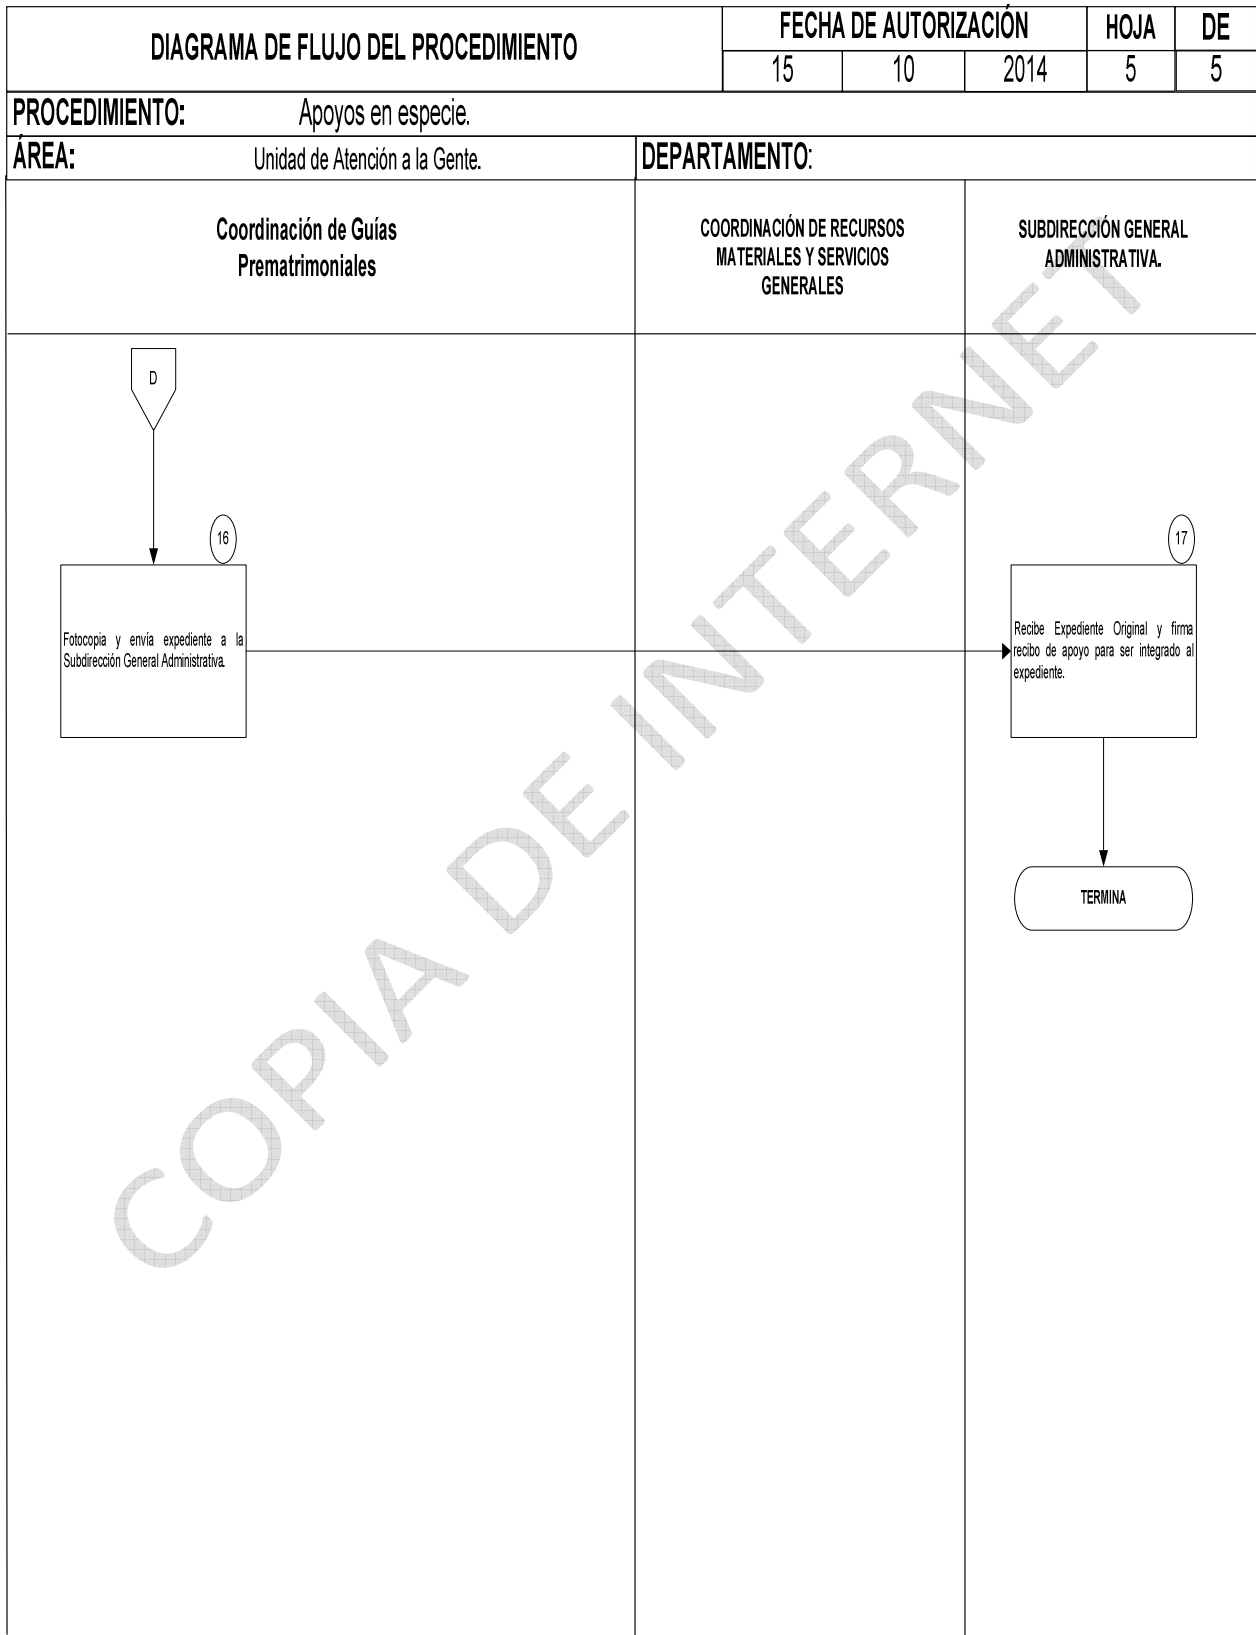 DIAGRAMA DE FLUJO DEL PROCEDIMIENTO
FECHA DE AUTORIZACIÓN
HOJA
DE
15
10
2014
5
5
PROCEDIMIENTO: Apoyos en especie.
ÁREA: Unidad de Atención a la Gente.
DEPARTAMENTO:
Coordinación de Guías
Prematrimoniales
COORDINACIÓN DE RECURSOS
MATERIALES Y SERVICIOS
GENERALES
SUBDIRECCIÓN GENERAL
ADMINISTRATIVA.
D
16
Fotocopia y envía expediente a la
Subdirección General Administrativa.
17
Recibe Expediente Original y firma
recibo de apoyo para ser integrado al
expediente.
TERMINA
COPIA DE INTERNET